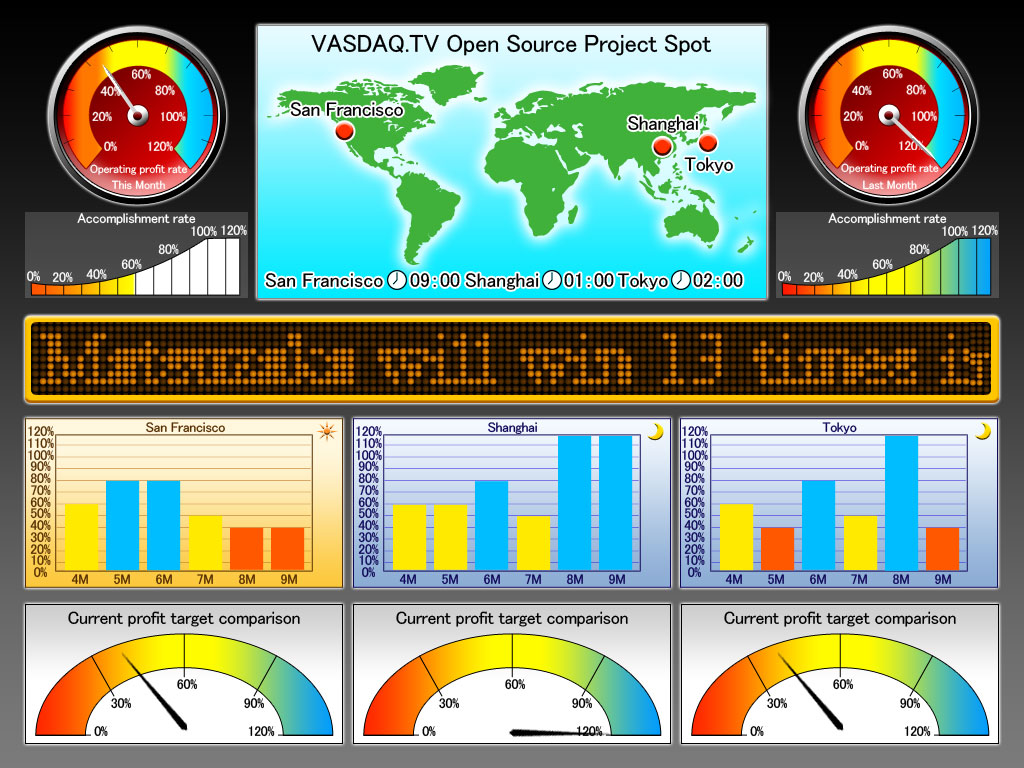 VASDAQ.TV Open Source Project Spot
San Francisco
Shanghai
Tokyo
San Francisco 09:00 Shanghai 01:00 Tokyo 02:00
0%
20%
40%
60%
80%
100%
120%
Operating profit rate
This Month
0%
20%
40%
60%
80%
100%
120%
Operating profit rate
Last Month
Accomplishment rate
0% 20% 40% 60% 80% 100% 120%
Accomplishment rate
0% 20% 40% 60% 80% 100% 120%
will win 13 times
San Francisco
120%
110%
100%
90%
80%
70%
60%
50%
40%
30%
20%
10%
0%
4M 5M 6M 7M 8M 9M
Shanghai
120%
110%
100%
90%
80%
70%
60%
50%
40%
30%
20%
10%
0%
4M 5M 6M 7M 8M 9M
Tokyo
120%
110%
100%
90%
80%
70%
60%
50%
40%
30%
20%
10%
0%
4M 5M 6M 7M 8M 9M
Current profit target comparison
0% 30% 60% 90% 120%
Current profit target comparison
0% 30% 60% 90% 120%
Current profit target comparison
0% 30% 60% 90% 120%